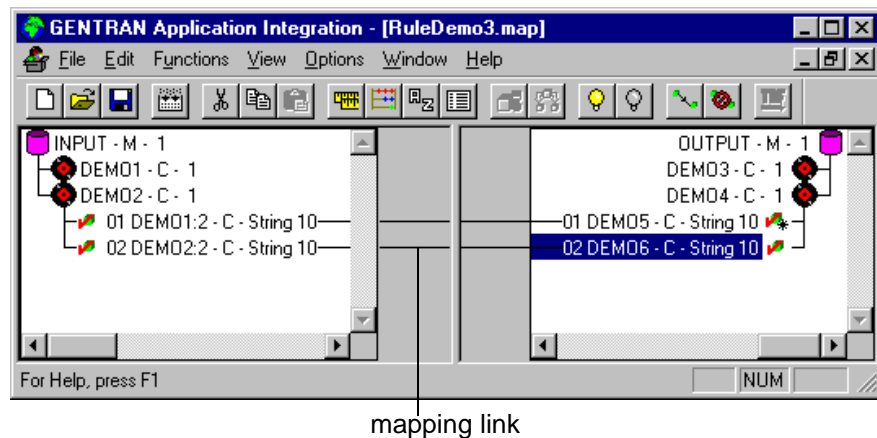 GENTRAN Application Integration - [RuleDemo3.map]
File Edit Functions View Options Window Help
INPUT - M - 1
DEMO1 - C - 1
DEMO2 - C - 1
01 DEMO1:2 - C - String 10
02 DEMO2:2 - C - String 10
OUTPUT - M - 1
DEMO3 - C - 1
DEMO4 - C - 1
01 DEMO5 - C - String 10
02 DEMO6 - C - String 10
For Help, press F1
NUM
mapping link